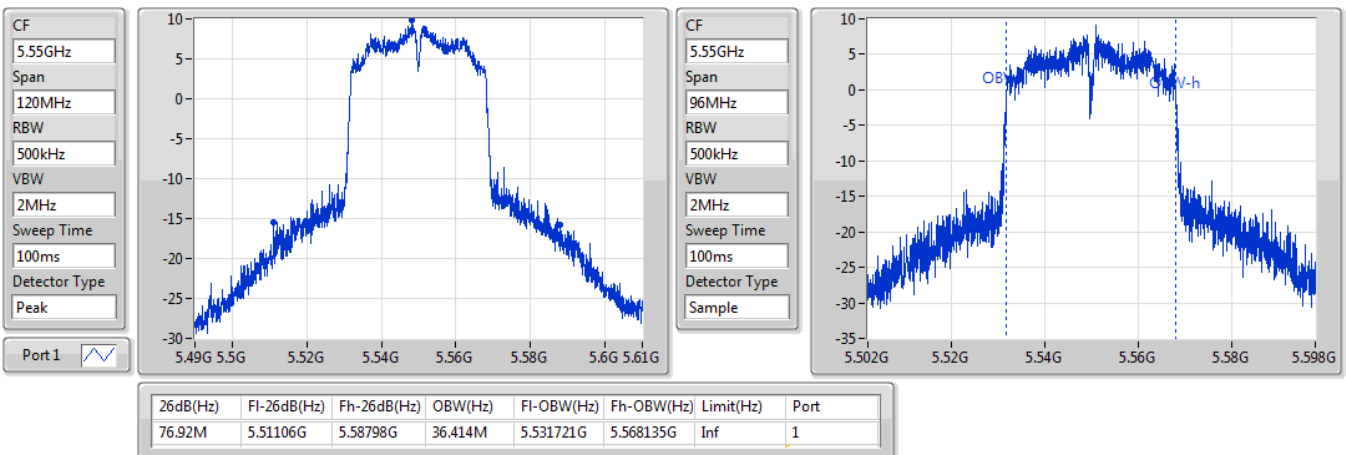 CF
5.55GHz
Span
120MHz
RBW
500kHz
VBW
2MHz
Sweep Time
100ms
Detector Type
Peak
Port 1
10
5
0
-5
-10
-15
-20
-25
-30
5.49G 5.5G 5.52G 5.54G 5.56G 5.58G 5.6G 5.61G
CF
5.55GHz
Span
96MHz
RBW
500kHz
VBW
2MHz
Sweep Time
100ms
Detector Type
Sample
10
5
0
-5
-10
-15
-20
-25
-30
-35
5.502G 5.52G 5.54G 5.56G 5.58G 5.598G
26dB(Hz) Fl-26dB(Hz) Fh-26dB(Hz) OBW(Hz) Fl-OBW(Hz) Fh-OBW(Hz) Limit(Hz) Port
76.92M 5.51106G 5.58798G 36.414M 5.531721G 5.568135G Inf 1